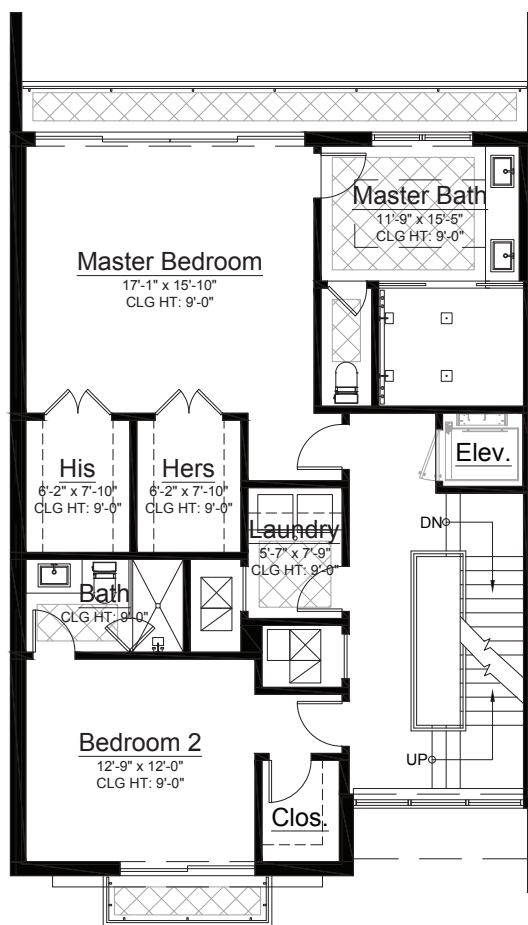 Master Bath
11'-9" x 15'-5"
CLG HT: 9'-0"
Master Bedroom
17'-1" x 15'-10"
CLG HT: 9'-0"
His
6'-2" x 7'-10"
CLG HT: 9'-0"
Hers
6'-2" x 7'-10"
CLG HT: 9'-0"
Elev.
Laundry
5'-7" x 7'-9"
CLG HT: 9'-0"
DN
Bath
CLG HT: 9'-0"
Bedroom 2
12'-9" x 12'-0"
CLG HT: 9'-0"
UP
Clos.